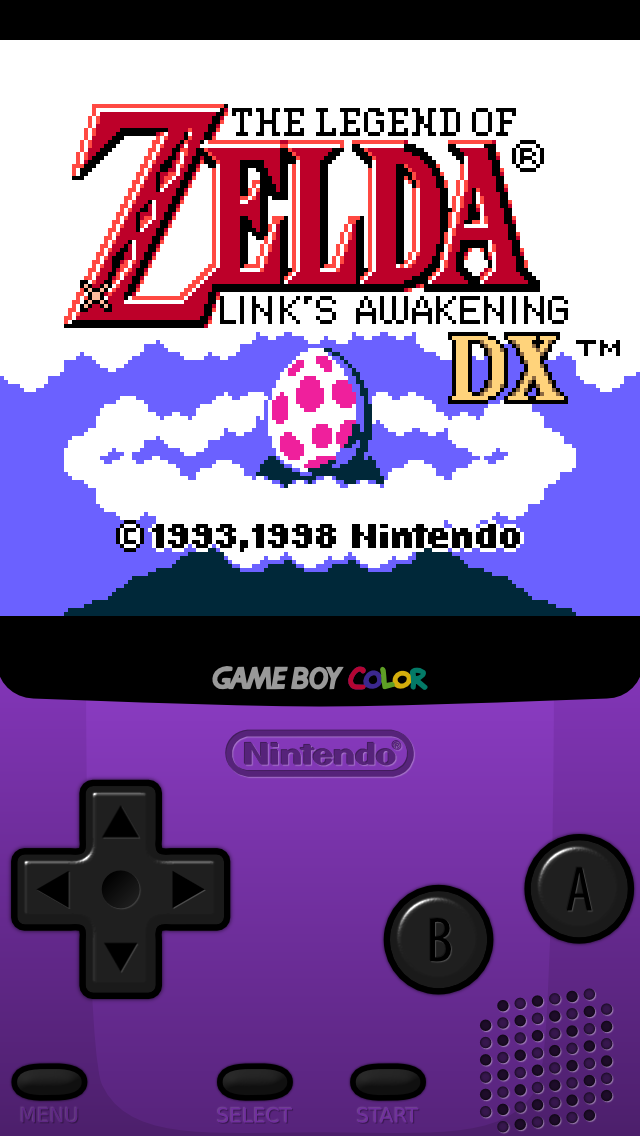 THE LEGEND OF
ZELDA®
LINK'S AWAKENING
DX™
©1993,1998 Nintendo
GAME BOY COLOR
Nintendo®
A
B
MENU SELECT START